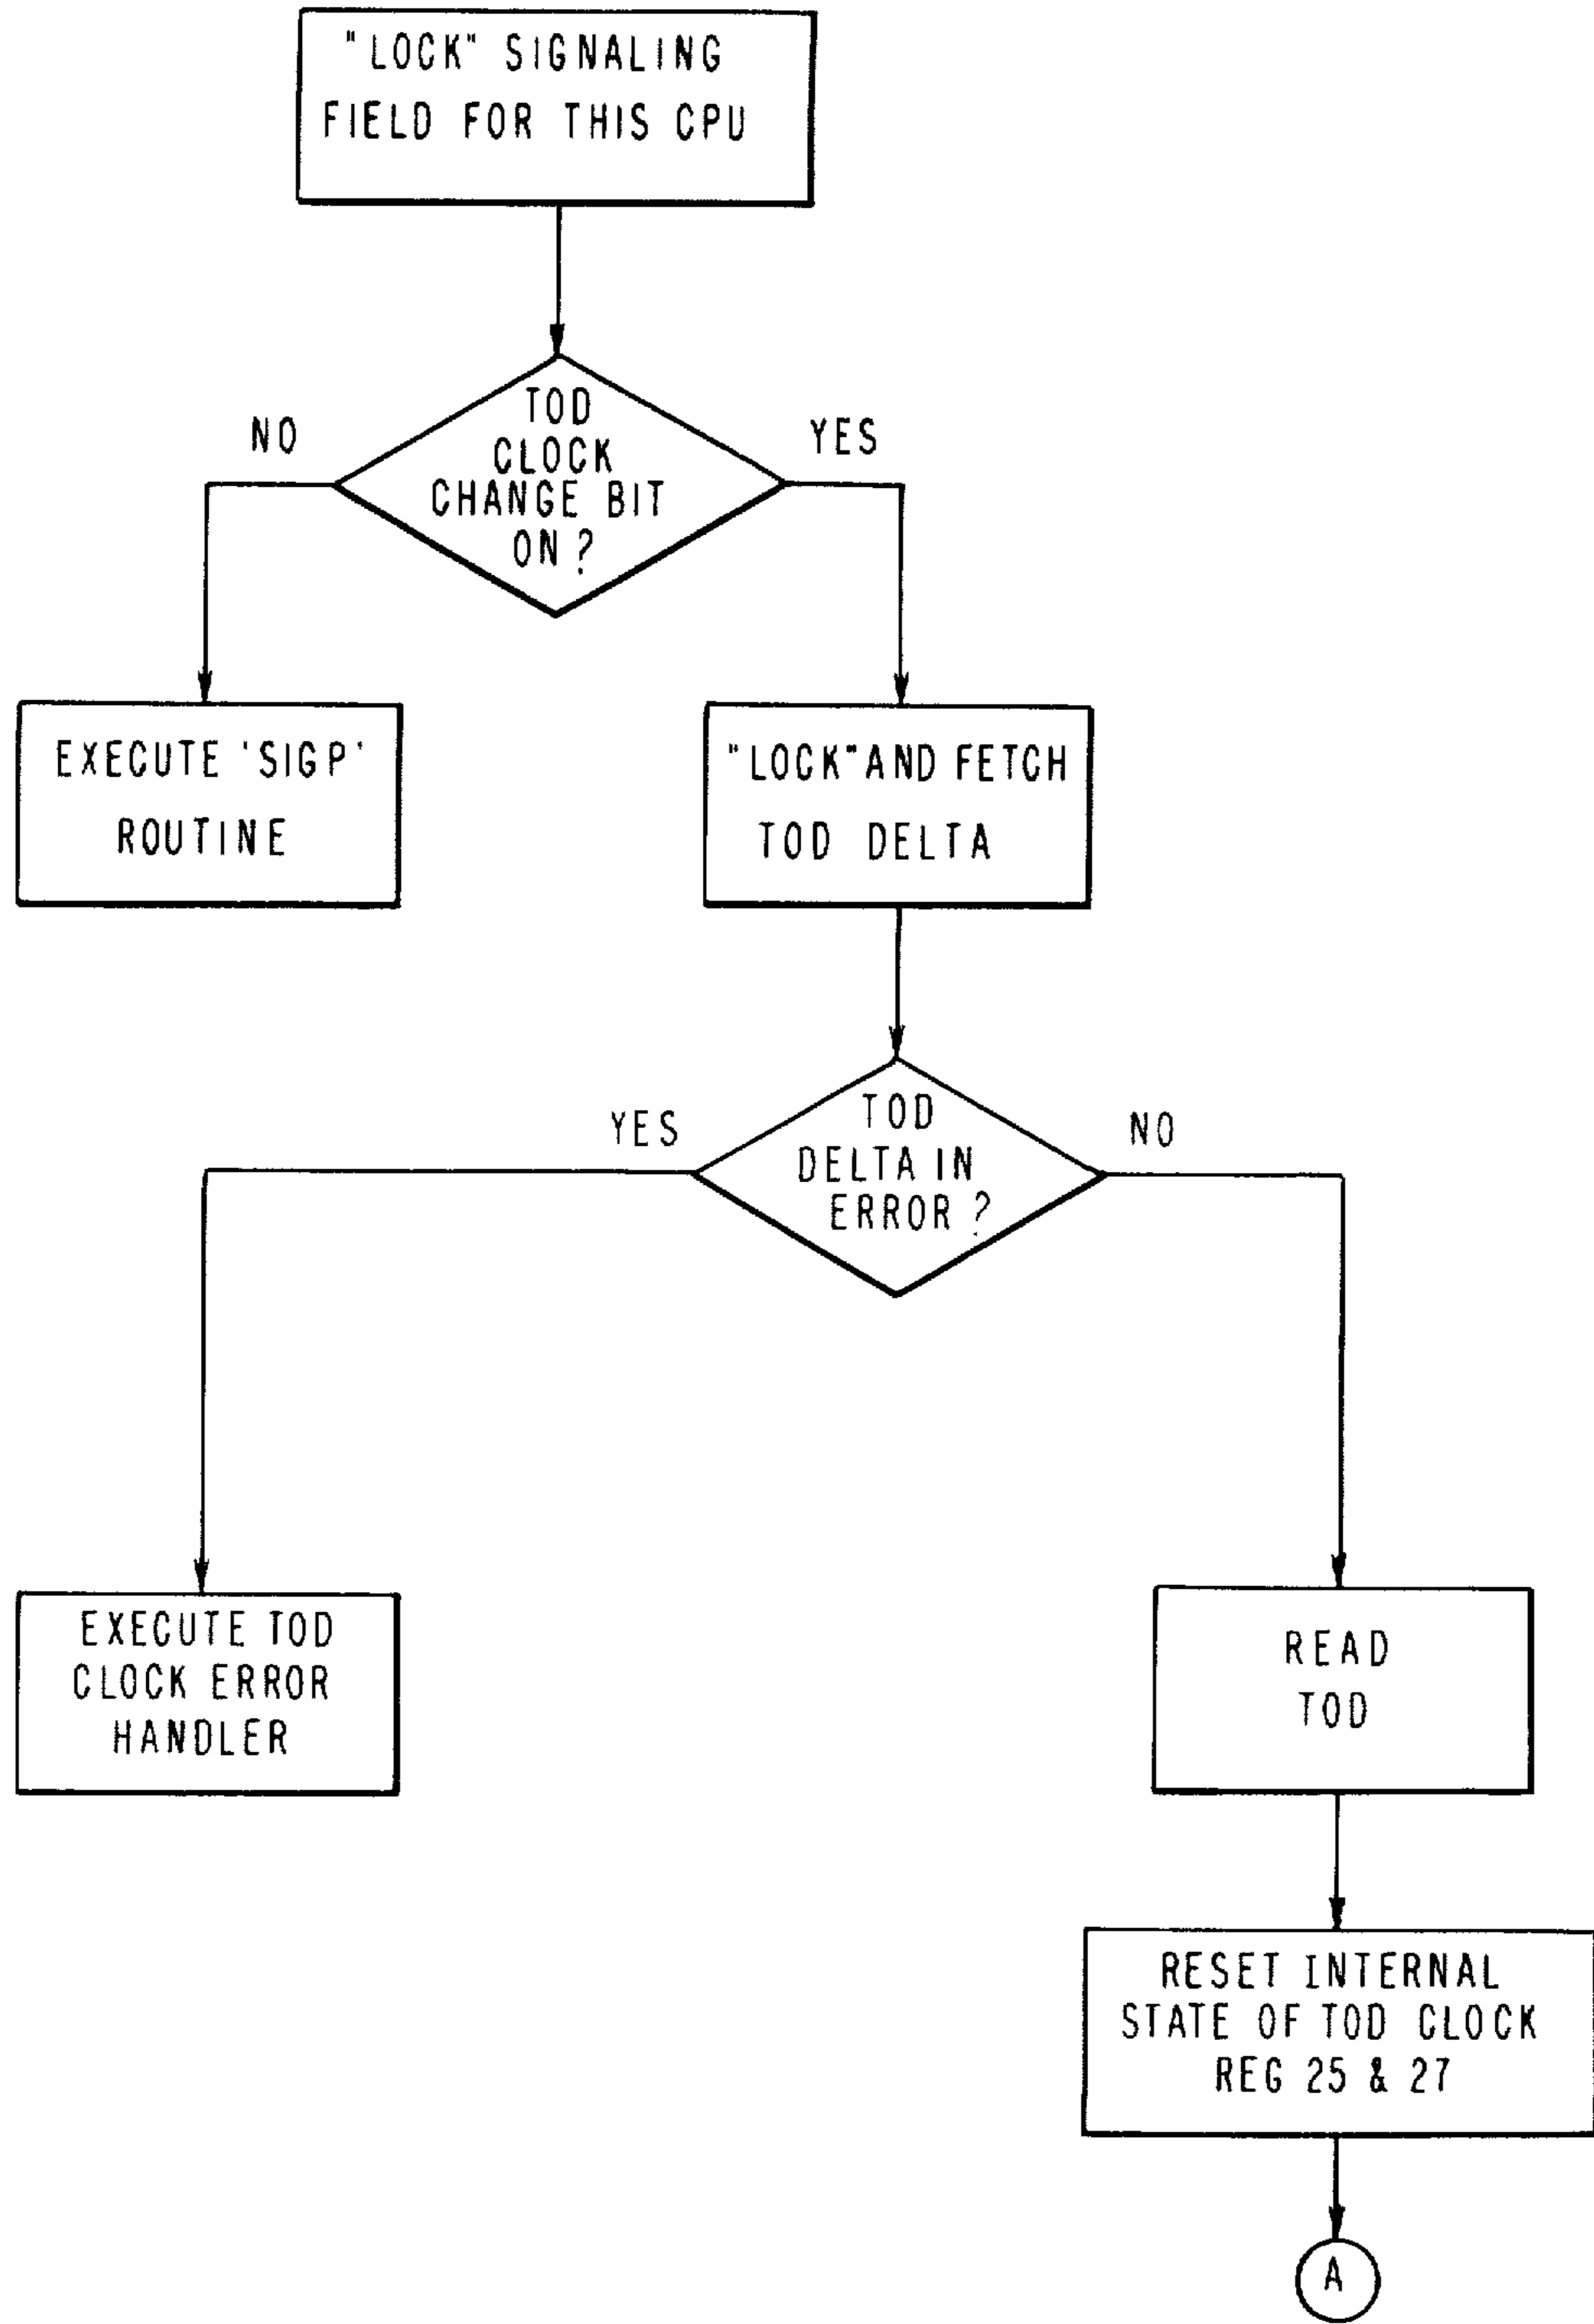 "LOCK" SIGNALING
FIELD FOR THIS CPU
TOD
CLOCK
CHANGE BIT
ON?
NO
YES
EXECUTE 'SIGP'
ROUTINE
"LOCK" AND FETCH
TOD DELTA
TOD
DELTA IN
ERROR?
YES
NO
EXECUTE TOD
CLOCK ERROR
HANDLER
READ
TOD
RESET INTERNAL
STATE OF TOD CLOCK
REG 25 & 27
A